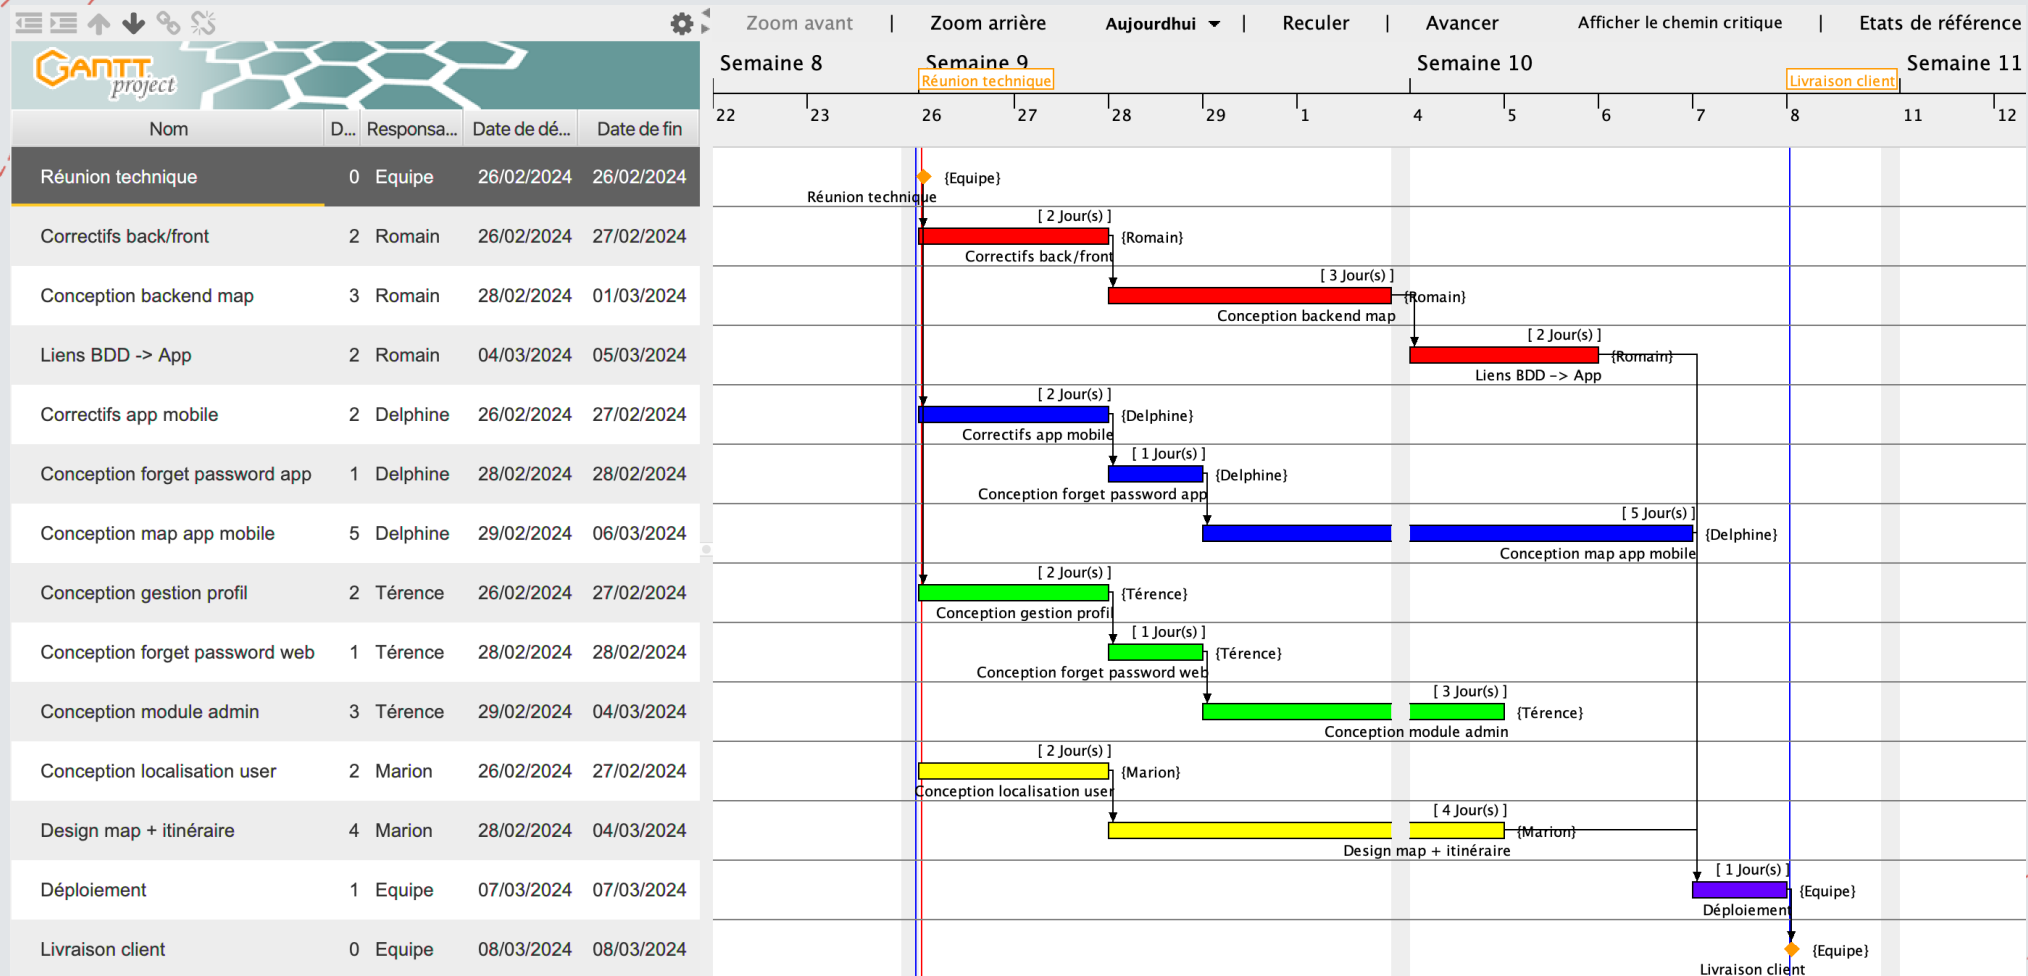 Zoom avant | Zoom arrière Aujourdhui | Reculer | Avancer Afficher le chemin critique | Etats de référence
GANTT project
Semaine 8 Semaine 9 Semaine 10 Semaine 11
Réunion technique Livraison client
22 23 26 27 28 29 1 4 5 6 7 8 11 12
Nom D... Responsa... Date de dé... Date de fin
Réunion technique 0 Equipe 26/02/2024 26/02/2024
{Equipe}
Réunion technique
Correctifs back/front 2 Romain 26/02/2024 27/02/2024
[ 2 Jour(s) ]
{Romain}
Correctifs back/front
Conception backend map 3 Romain 28/02/2024 01/03/2024
[ 3 Jour(s) ]
{Romain}
Conception backend map
Liens BDD -> App 2 Romain 04/03/2024 05/03/2024
[ 2 Jour(s) ]
{Romain}
Liens BDD -> App
Correctifs app mobile 2 Delphine 26/02/2024 27/02/2024
[ 2 Jour(s) ]
{Delphine}
Correctifs app mobile
Conception forget password app 1 Delphine 28/02/2024 28/02/2024
[ 1 Jour(s) ]
{Delphine}
Conception forget password app
Conception map app mobile 5 Delphine 29/02/2024 06/03/2024
[ 5 Jour(s) ]
{Delphine}
Conception map app mobile
Conception gestion profil 2 Térence 26/02/2024 27/02/2024
[ 2 Jour(s) ]
{Térence}
Conception gestion profil
Conception forget password web 1 Térence 28/02/2024 28/02/2024
[ 1 Jour(s) ]
{Térence}
Conception forget password web
Conception module admin 3 Térence 29/02/2024 04/03/2024
[ 3 Jour(s) ]
{Térence}
Conception module admin
Conception localisation user 2 Marion 26/02/2024 27/02/2024
[ 2 Jour(s) ]
{Marion}
Conception localisation user
Design map + itinéraire 4 Marion 28/02/2024 04/03/2024
[ 4 Jour(s) ]
{Marion}
Design map + itinéraire
Déploiement 1 Equipe 07/03/2024 07/03/2024
[ 1 Jour(s) ]
{Equipe}
Déploiement
Livraison client 0 Equipe 08/03/2024 08/03/2024
{Equipe}
Livraison client